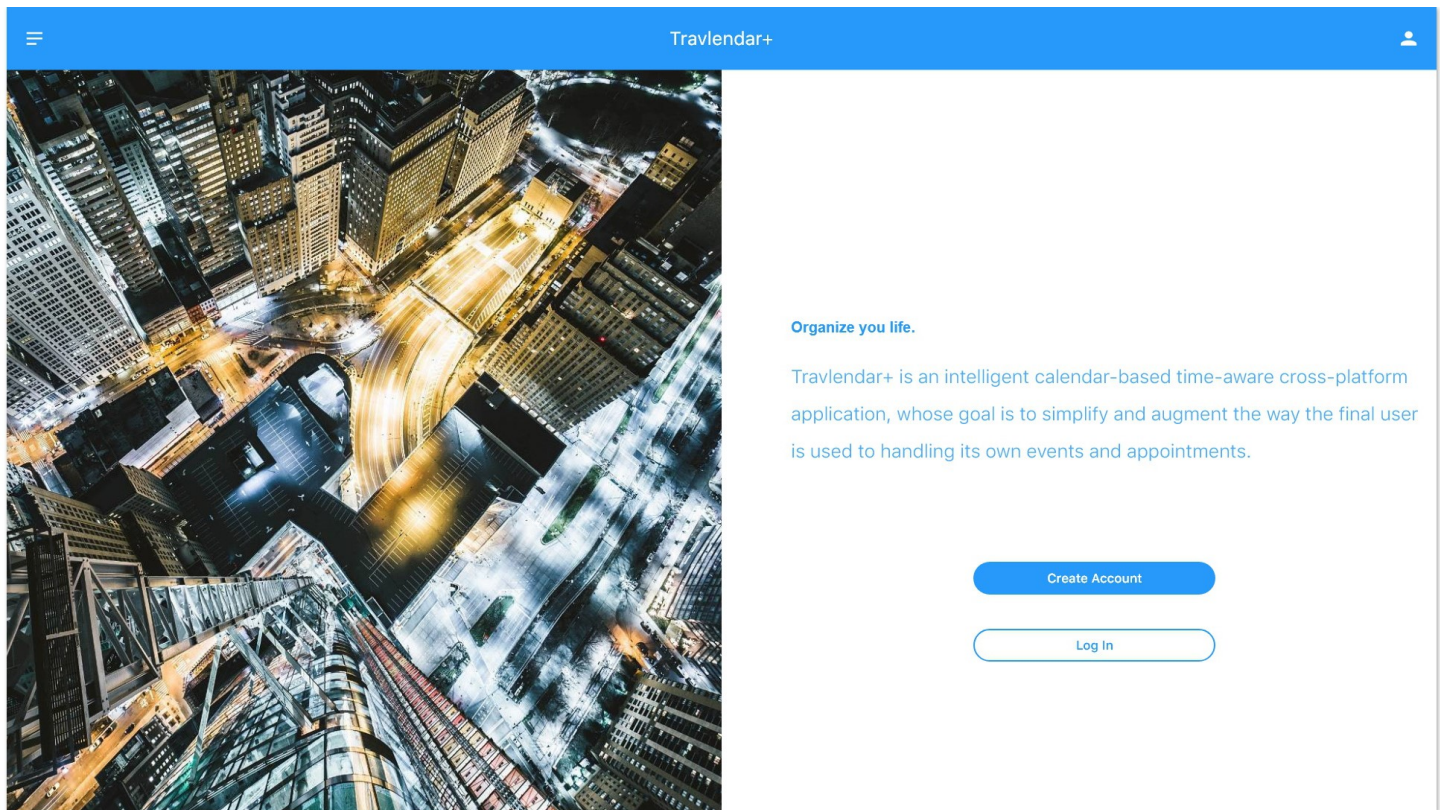 Travlendar+
Organize you life.
Travlendar+ is an intelligent calendar-based time-aware cross-platform
application, whose goal is to simplify and augment the way the final user
is used to handling its own events and appointments.
Create Account
Log In